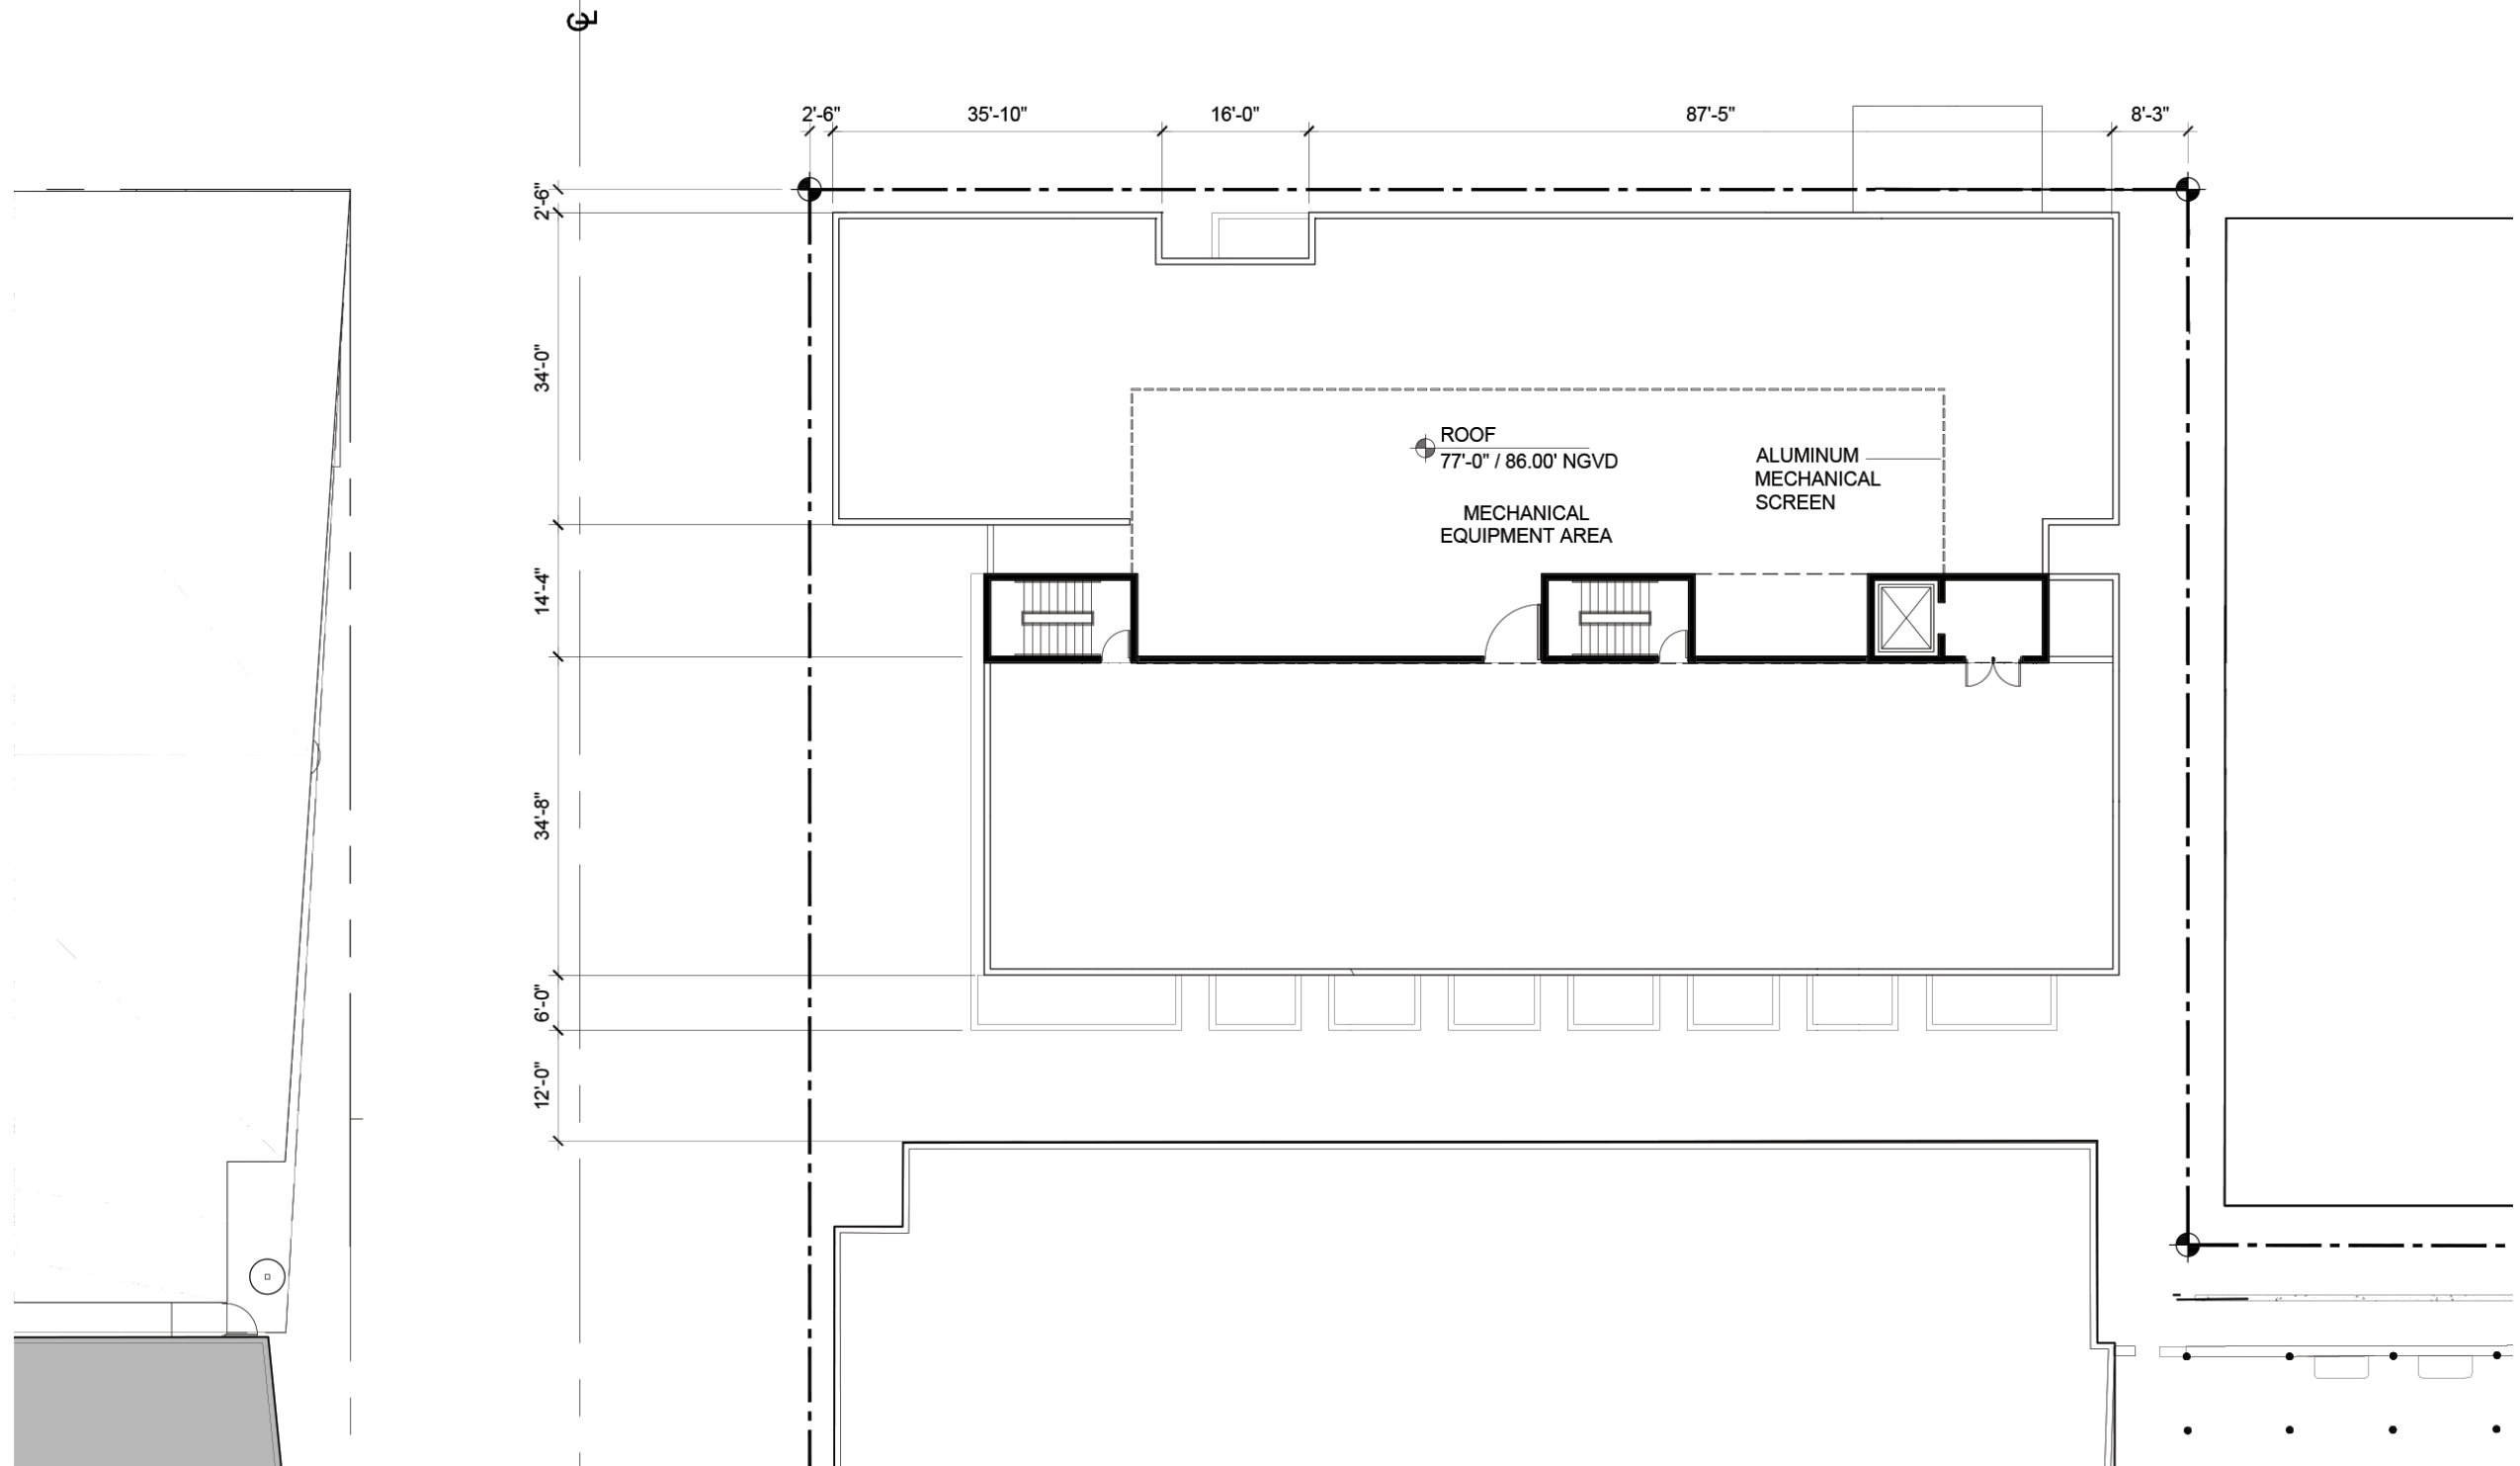 ℄
2'-6"
35'-10"
16'-0"
87'-5"
8'-3"
2'-6"
34'-0"
14'-4"
34'-8"
6'-0"
12'-0"
ROOF
77'-0" / 86.00' NGVD
MECHANICAL
EQUIPMENT AREA
ALUMINUM
MECHANICAL
SCREEN